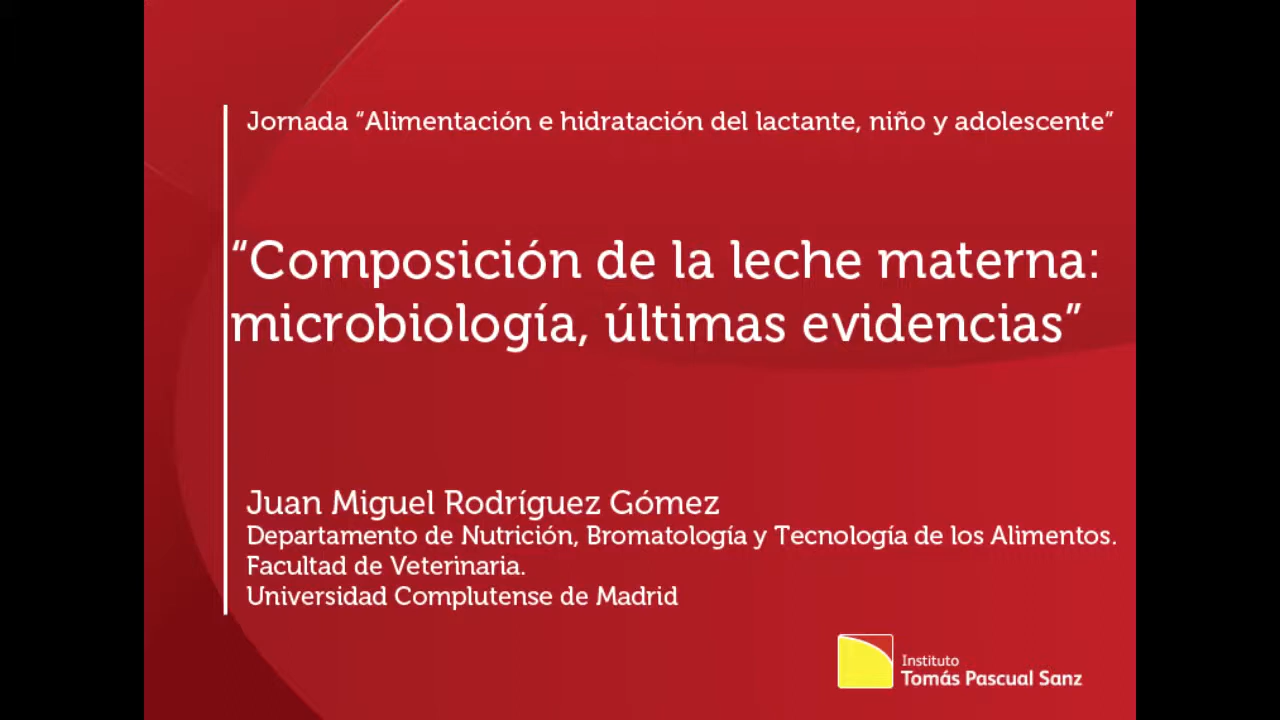 Jornada “Alimentación e hidratación del lactante, niño y adolescente”
“Composición de la leche materna:
microbiología, últimas evidencias”
Juan Miguel Rodríguez Gómez
Departamento de Nutrición, Bromatología y Tecnología de los Alimentos.
Facultad de Veterinaria.
Universidad Complutense de Madrid
Instituto
Tomás Pascual Sanz